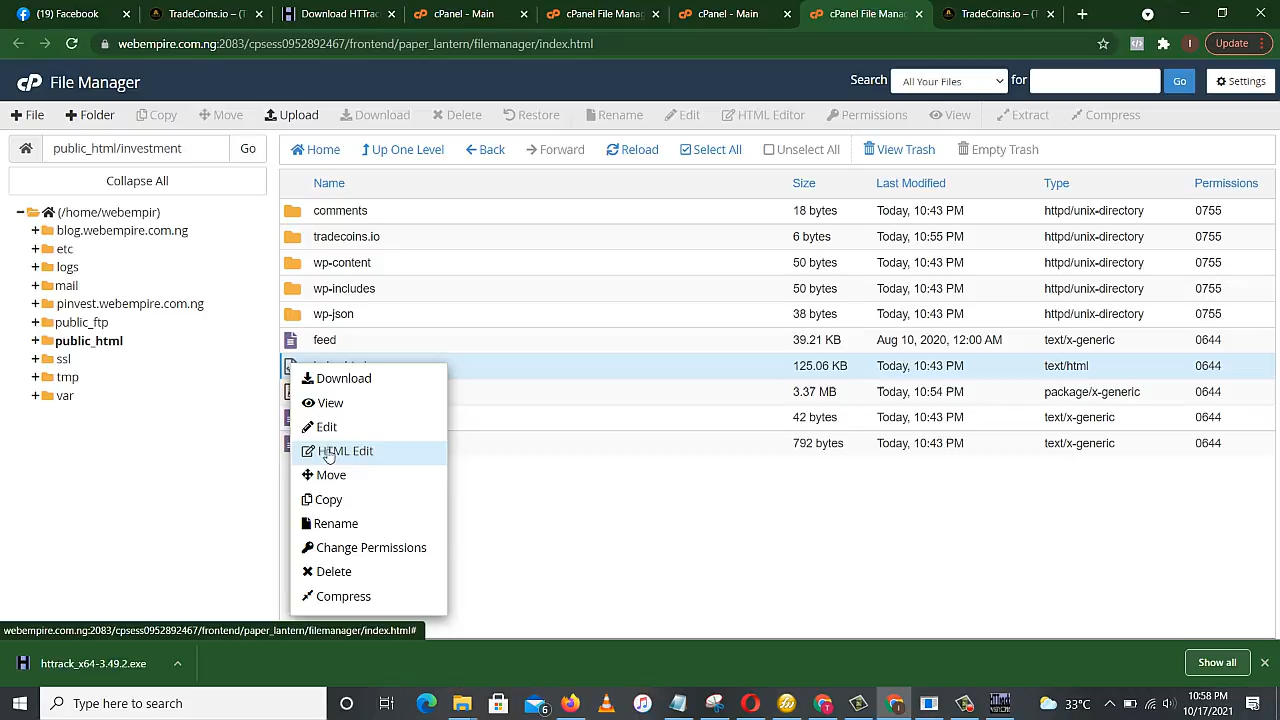 (19) Facebook
TradeCoins.io – (
Download HTTrac
cPanel - Main
cPanel File Manag
cPanel - Main
cPanel File Manag
TradeCoins.io – (T
webempire.com.ng:2083/cpsess0952892467/frontend/paper_lantern/filemanager/index.html
I
Update
cP File Manager
Search All Your Files for Go Settings
File Folder Copy Move Upload Download Delete Restore Rename Edit HTML Editor Permissions View Extract Compress
public_html/investment Go
Home Up One Level Back Forward Reload Select All Unselect All View Trash Empty Trash
Collapse All
(/home/webempir)
blog.webempire.com.ng
etc
logs
mail
pinvest.webempire.com.ng
public_ftp
public_html
ssl
tmp
var
Name Size Last Modified Type Permissions
comments 18 bytes Today, 10:43 PM httpd/unix-directory 0755
tradecoins.io 6 bytes Today, 10:55 PM httpd/unix-directory 0755
wp-content 50 bytes Today, 10:43 PM httpd/unix-directory 0755
wp-includes 50 bytes Today, 10:43 PM httpd/unix-directory 0755
wp-json 38 bytes Today, 10:43 PM httpd/unix-directory 0755
feed 39.21 KB Aug 10, 2020, 12:00 AM text/x-generic 0644
125.06 KB Today, 10:43 PM text/html 0644
3.37 MB Today, 10:54 PM package/x-generic 0644
42 bytes Today, 10:43 PM text/x-generic 0644
792 bytes Today, 10:43 PM text/x-generic 0644
Download
View
Edit
HTML Edit
Move
Copy
Rename
Change Permissions
Delete
Compress
webempire.com.ng:2083/cpsess0952892467/frontend/paper_lantern/filemanager/index.html#
httrack_x64-3.49.2.exe
Show all
Type here to search
6
33°C
10:58 PM
10/17/2021